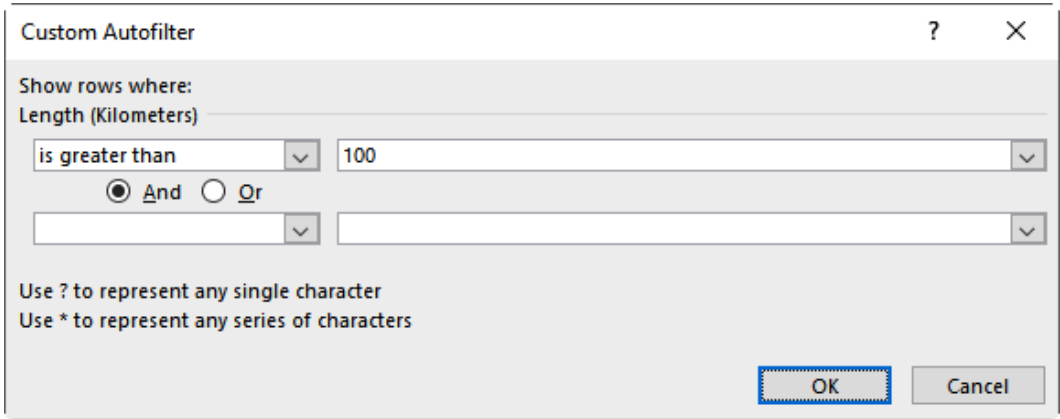 Custom Autofilter ?
Show rows where:
Length (Kilometers)
is greater than 100
And Or
Use ? to represent any single character
Use * to represent any series of characters
OK Cancel